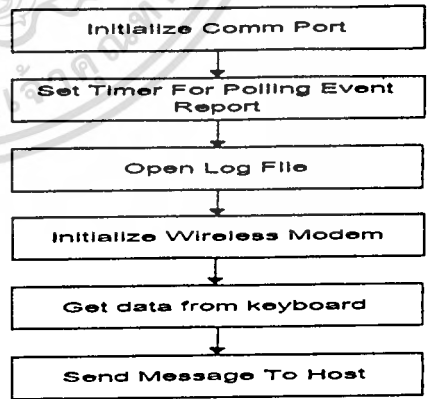 Initialize Comm Port
Set Timer For Polling Event
Report
Open Log File
Initialize Wireless Modem
Get data from keyboard
Send Message To Host